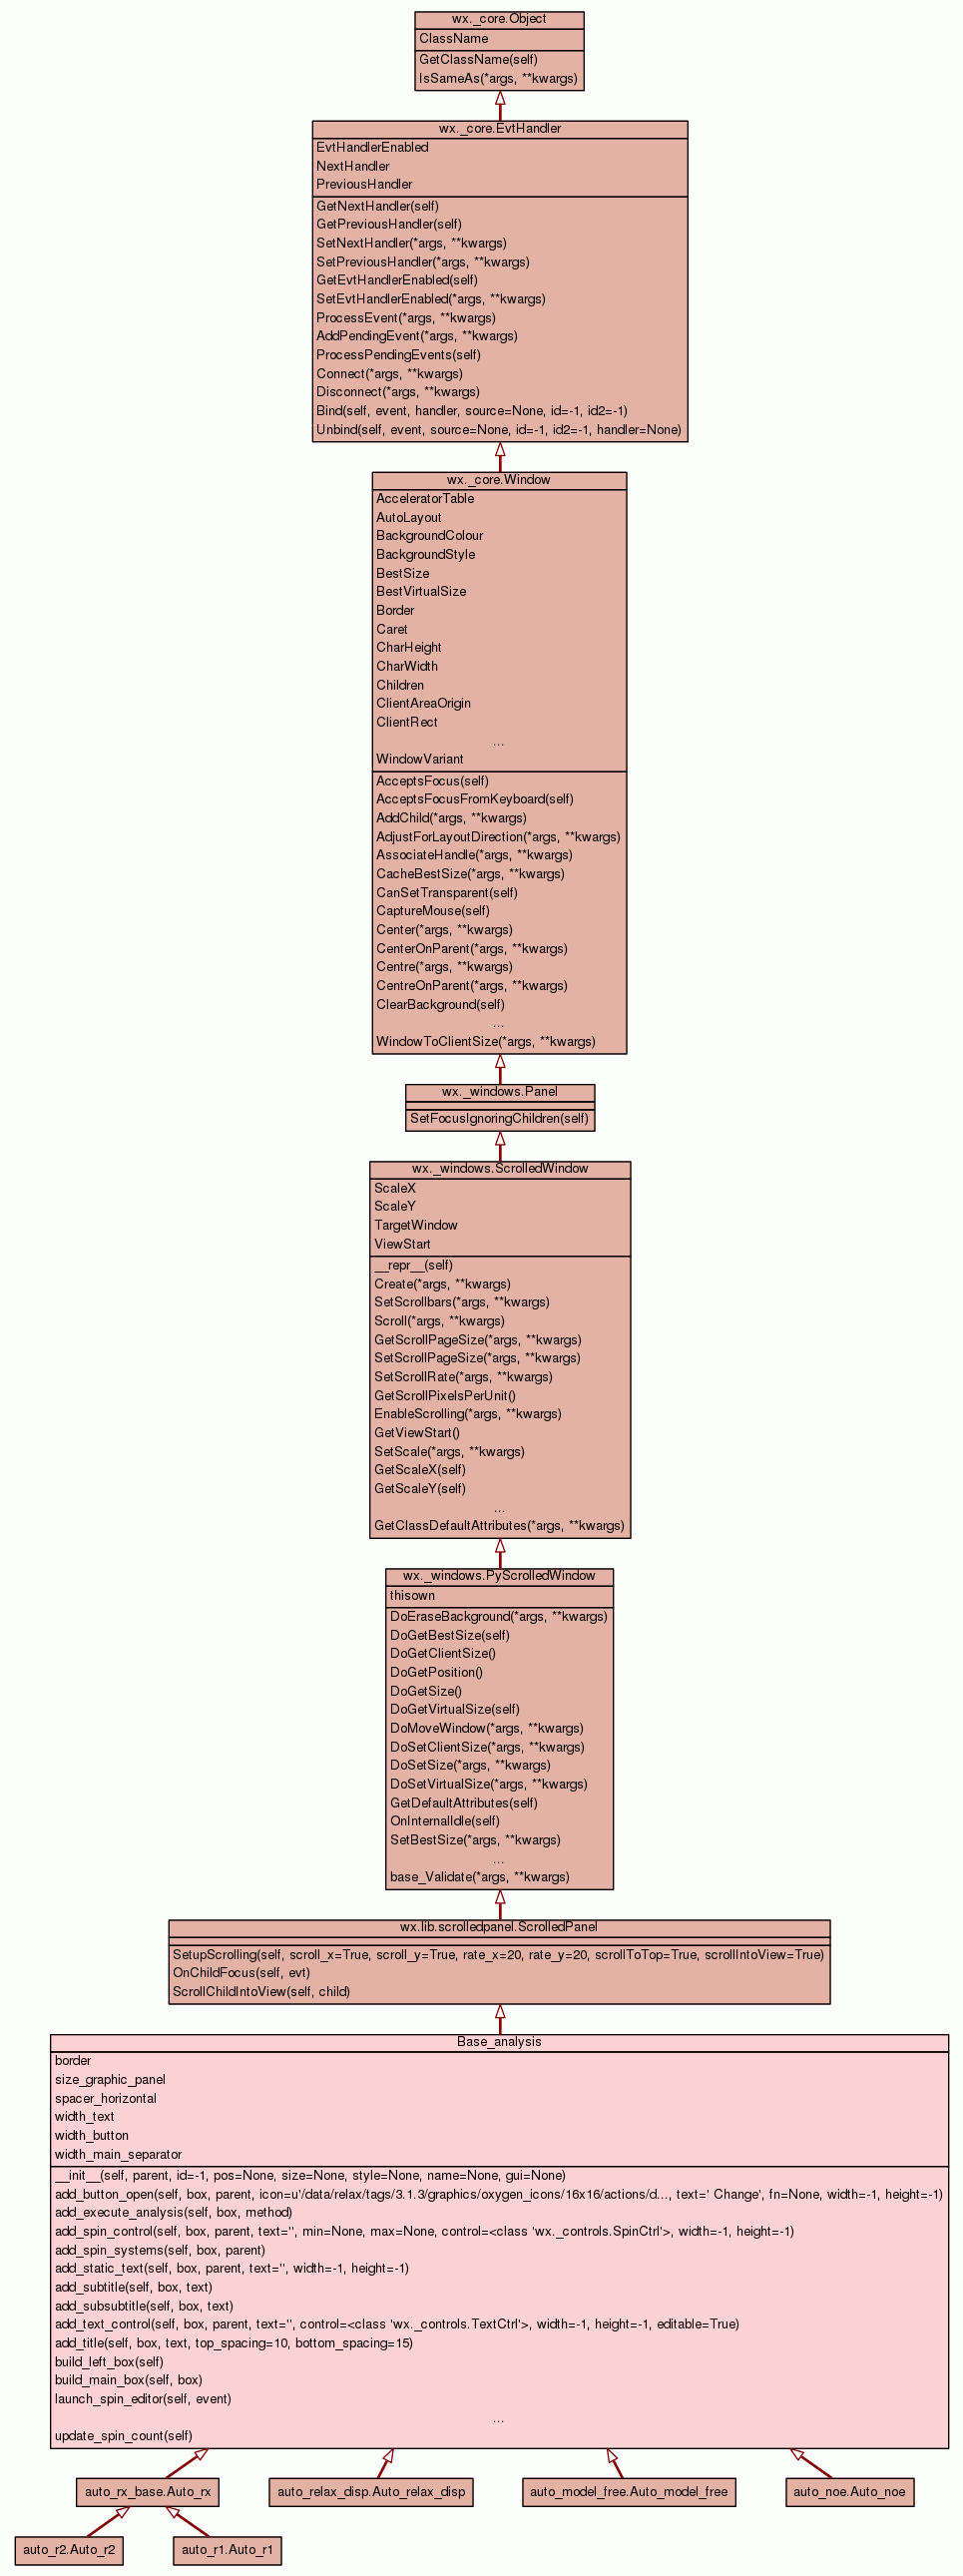 wx._core.Object
ClassName
GetClassName(self)
IsSameAs(*args, **kwargs)
wx._core.EvtHandler
EvtHandlerEnabled
NextHandler
PreviousHandler
GetNextHandler(self)
GetPreviousHandler(self)
SetNextHandler(*args, **kwargs)
SetPreviousHandler(*args, **kwargs)
GetEvtHandlerEnabled(self)
SetEvtHandlerEnabled(*args, **kwargs)
ProcessEvent(*args, **kwargs)
AddPendingEvent(*args, **kwargs)
ProcessPendingEvents(self)
Connect(*args, **kwargs)
Disconnect(*args, **kwargs)
Bind(self, event, handler, source=None, id=-1, id2=-1)
Unbind(self, event, source=None, id=-1, id2=-1, handler=None)
wx._core.Window
AcceleratorTable
AutoLayout
BackgroundColour
BackgroundStyle
BestSize
BestVirtualSize
Border
Caret
CharHeight
CharWidth
Children
ClientAreaOrigin
ClientRect
...
WindowVariant
AcceptsFocus(self)
AcceptsFocusFromKeyboard(self)
AddChild(*args, **kwargs)
AdjustForLayoutDirection(*args, **kwargs)
AssociateHandle(*args, **kwargs)
CacheBestSize(*args, **kwargs)
CanSetTransparent(self)
CaptureMouse(self)
Center(*args, **kwargs)
CenterOnParent(*args, **kwargs)
Centre(*args, **kwargs)
CentreOnParent(*args, **kwargs)
ClearBackground(self)
...
WindowToClientSize(*args, **kwargs)
wx._windows.Panel
SetFocusIgnoringChildren(self)
wx._windows.ScrolledWindow
ScaleX
ScaleY
TargetWindow
ViewStart
__repr__(self)
Create(*args, **kwargs)
SetScrollbars(*args, **kwargs)
Scroll(*args, **kwargs)
GetScrollPageSize(*args, **kwargs)
SetScrollPageSize(*args, **kwargs)
SetScrollRate(*args, **kwargs)
GetScrollPixelsPerUnit()
EnableScrolling(*args, **kwargs)
GetViewStart()
SetScale(*args, **kwargs)
GetScaleX(self)
GetScaleY(self)
...
GetClassDefaultAttributes(*args, **kwargs)
wx._windows.PyScrolledWindow
thisown
DoEraseBackground(*args, **kwargs)
DoGetBestSize(self)
DoGetClientSize()
DoGetPosition()
DoGetSize()
DoGetVirtualSize(self)
DoMoveWindow(*args, **kwargs)
DoSetClientSize(*args, **kwargs)
DoSetSize(*args, **kwargs)
DoSetVirtualSize(*args, **kwargs)
GetDefaultAttributes(self)
OnInternalIdle(self)
SetBestSize(*args, **kwargs)
...
base_Validate(*args, **kwargs)
wx.lib.scrolledpanel.ScrolledPanel
SetupScrolling(self, scroll_x=True, scroll_y=True, rate_x=20, rate_y=20, scrollToTop=True, scrollIntoView=True)
OnChildFocus(self, evt)
ScrollChildIntoView(self, child)
Base_analysis
border
size_graphic_panel
spacer_horizontal
width_text
width_button
width_main_separator
__init__(self, parent, id=-1, pos=None, size=None, style=None, name=None, gui=None)
add_button_open(self, box, parent, icon=u'/data/relax/tags/3.1.3/graphics/oxygen_icons/16x16/actions/d..., text=' Change', fn=None, width=-1, height=-1)
add_execute_analysis(self, box, method)
add_spin_control(self, box, parent, text='', min=None, max=None, control=<class 'wx._controls.SpinCtrl'>, width=-1, height=-1)
add_spin_systems(self, box, parent)
add_static_text(self, box, parent, text='', width=-1, height=-1)
add_subtitle(self, box, text)
add_subsubtitle(self, box, text)
add_text_control(self, box, parent, text='', control=<class 'wx._controls.TextCtrl'>, width=-1, height=-1, editable=True)
add_title(self, box, text, top_spacing=10, bottom_spacing=15)
build_left_box(self)
build_main_box(self, box)
launch_spin_editor(self, event)
...
update_spin_count(self)
auto_rx_base.Auto_rx
auto_relax_disp.Auto_relax_disp
auto_model_free.Auto_model_free
auto_noe.Auto_noe
auto_r2.Auto_r2
auto_r1.Auto_r1